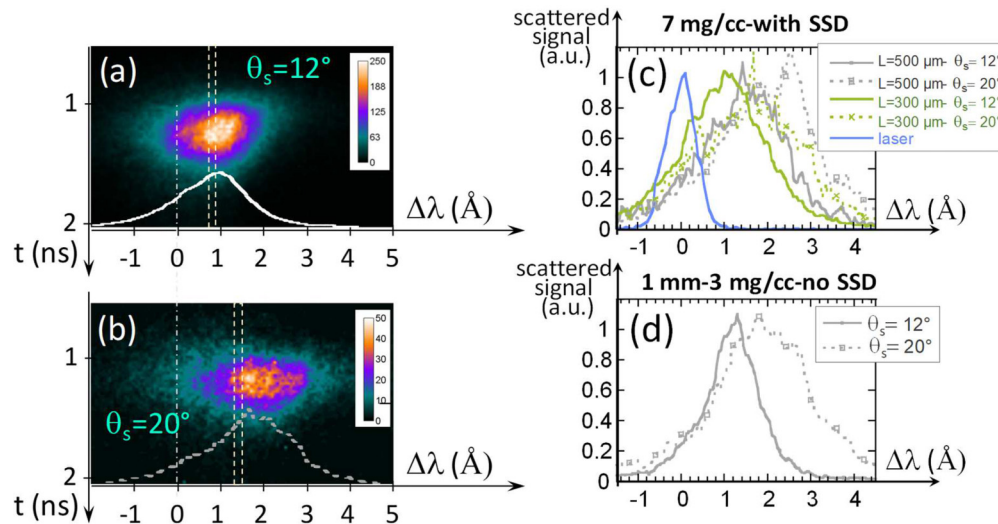 (a)
θs=12°
250
188
125
63
0
1
2
Δλ (Å)
t (ns)
-1 0 1 2 3 4 5
(b)
θs=20°
50
40
30
20
10
0
1
2
Δλ (Å)
t (ns)
-1 0 1 2 3 4 5
scattered
signal
(a.u.)
7 mg/cc-with SSD
(c)
L=500 µm- θs= 12°
L=500 µm- θs= 20°
L=300 µm- θs= 12°
L=300 µm- θs= 20°
laser
1
0.8
0.6
0.4
0.2
0
Δλ (Å)
-1 0 1 2 3 4
scattered
signal
(a.u.)
1 mm-3 mg/cc-no SSD
(d)
θs= 12°
θs= 20°
1
0.8
0.6
0.4
0.2
0
Δλ (Å)
-1 0 1 2 3 4